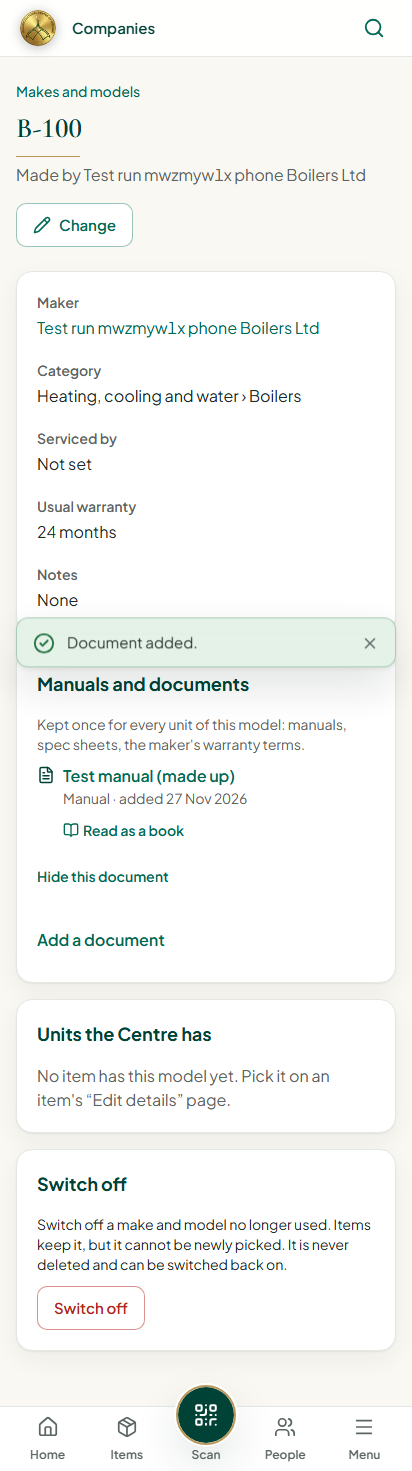 Companies
Makes and models
B-100
Made by Test run mwzmyw1x phone Boilers Ltd
Change
Maker
Test run mwzmyw1x phone Boilers Ltd
Category
Heating, cooling and water › Boilers
Serviced by
Not set
Usual warranty
24 months
Notes
None
Document added.
Manuals and documents
Kept once for every unit of this model: manuals,
spec sheets, the maker's warranty terms.
Test manual (made up)
Manual · added 27 Nov 2026
Read as a book
Hide this document
Add a document
Units the Centre has
No item has this model yet. Pick it on an
item's “Edit details” page.
Switch off
Switch off a make and model no longer used. Items
keep it, but it cannot be newly picked. It is never
deleted and can be switched back on.
Switch off
Home
Items
Scan
People
Menu